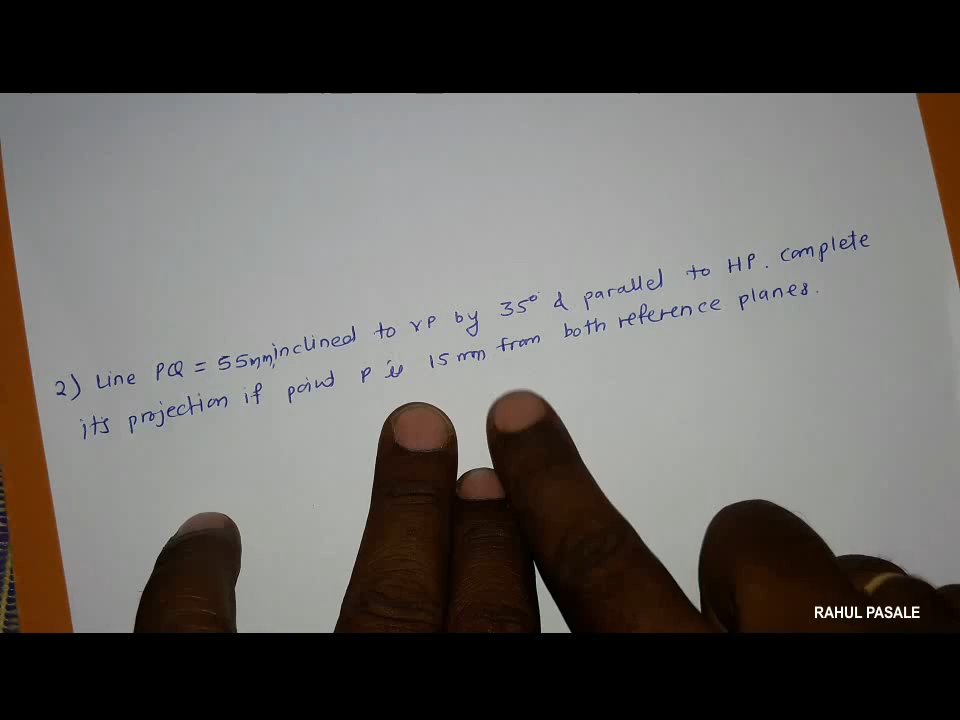 2) Line PQ = 55mm, inclined to VP by 35° & parallel to HP. complete
it's projection if point P is 15 mm from both reference planes.
RAHUL PASALE